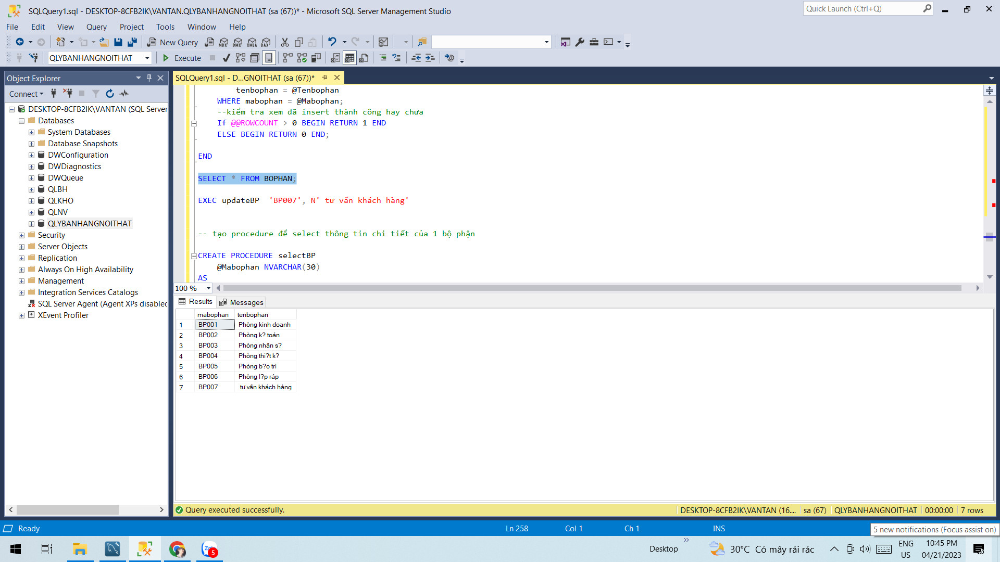 SQLQuery1.sql - DESKTOP-8CFB2IK\VANTAN.QLYBANHANGNOITHAT (sa (67))* - Microsoft SQL Server Management Studio
Quick Launch (Ctrl+Q)
File Edit View Query Project Tools Window Help
New Query
MDX DMX XMLA DAX
QLYBANHANGNOITHAT
Execute
Object Explorer
Connect
DESKTOP-8CFB2IK\VANTAN (SQL Server
Databases
System Databases
Database Snapshots
DWConfiguration
DWDiagnostics
DWQueue
QLBH
QLKHO
QLNV
QLYBANHANGNOITHAT
Security
Server Objects
Replication
Always On High Availability
Management
Integration Services Catalogs
SQL Server Agent (Agent XPs disabled
XEvent Profiler
SQLQuery1.sql - D...GNOITHAT (sa (67))*
tenbophan = @Tenbophan
WHERE mabophan = @Mabophan;
--kiểm tra xem đã insert thành công hay chưa
If @@ROWCOUNT > 0 BEGIN RETURN 1 END
ELSE BEGIN RETURN 0 END;
END
SELECT * FROM BOPHAN;
EXEC updateBP  'BP007', N' tư vấn khách hàng'
-- tạo procedure để select thông tin chi tiết của 1 bộ phận
CREATE PROCEDURE selectBP
@Mabophan NVARCHAR(30)
AS
100 %
Results Messages
mabophan tenbophan
1 BP001 Phòng kinh doanh
2 BP002 Phòng k? toán
3 BP003 Phòng nhân s?
4 BP004 Phòng thi?t k?
5 BP005 Phòng b?o trì
6 BP006 Phòng l?p ráp
7 BP007 tư vấn khách hàng
Query executed successfully.
DESKTOP-8CFB2IK\VANTAN (16.... sa (67) QLYBANHANGNOITHAT 00:00:00 7 rows
Ready
Ln 258
Col 1
Ch 1
INS
5 new notifications (Focus assist on)
5
Desktop
30°C Có mây rải rác
ENG
US
10:45 PM
04/21/2023